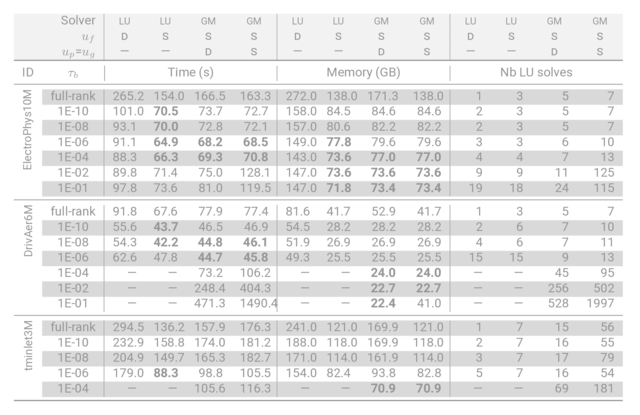 Solver LU LU GM GM LU LU GM GM LU LU GM GM
u_f D S S S D S S S D S S S
u_p=u_g — — D S — — D S — — D S
ID τ_b Time (s) Memory (GB) Nb LU solves
ElectroPhys10M
full-rank 265.2 154.0 166.5 163.3 272.0 138.0 171.3 138.0 1 3 5 7
1E-10 101.0 70.5 73.7 72.7 158.0 84.5 84.6 84.6 2 3 5 7
1E-08 93.1 70.0 72.8 72.1 157.0 80.6 82.2 82.2 2 3 5 7
1E-06 91.1 64.9 68.2 68.5 149.0 77.8 79.6 79.6 3 3 6 10
1E-04 88.3 66.3 69.3 70.8 143.0 73.6 77.0 77.0 4 4 7 13
1E-02 89.8 71.4 75.0 128.1 147.0 73.6 73.6 73.6 9 9 11 125
1E-01 97.8 73.6 81.0 119.5 147.0 71.8 73.4 73.4 19 18 24 115
DrivAer6M
full-rank 91.8 67.6 77.9 77.4 81.6 41.7 52.9 41.7 1 3 5 7
1E-10 55.6 43.7 46.5 46.9 54.5 28.2 28.2 28.2 2 6 7 10
1E-08 54.3 42.2 44.8 46.1 51.9 26.9 26.9 26.9 4 6 7 11
1E-06 62.6 47.8 44.7 45.8 49.3 25.5 25.5 25.5 15 15 9 13
1E-04 — — 73.2 106.2 — — 24.0 24.0 — — 45 95
1E-02 — — 248.4 404.3 — — 22.7 22.7 — — 256 502
1E-01 — — 471.3 1490.4 — — 22.4 41.0 — — 528 1997
tminlet3M
full-rank 294.5 136.2 157.9 176.3 241.0 121.0 169.9 121.0 1 7 15 56
1E-10 232.9 158.8 174.0 181.2 188.0 118.0 169.9 118.0 2 7 16 55
1E-08 204.9 149.7 165.3 182.7 171.0 114.0 161.9 114.0 3 7 17 79
1E-06 179.0 88.3 98.8 105.5 154.0 82.4 93.8 82.8 5 7 16 54
1E-04 — — 105.6 116.3 — — 70.9 70.9 — — 69 181